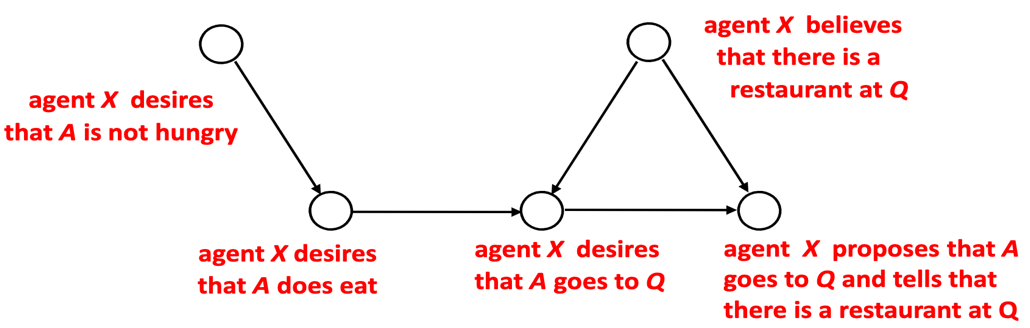 agent X believes
that there is a
restaurant at Q
agent X desires
that A is not hungry
agent X desires
that A does eat
agent X desires
that A goes to Q
agent X proposes that A
goes to Q and tells that
there is a restaurant at Q